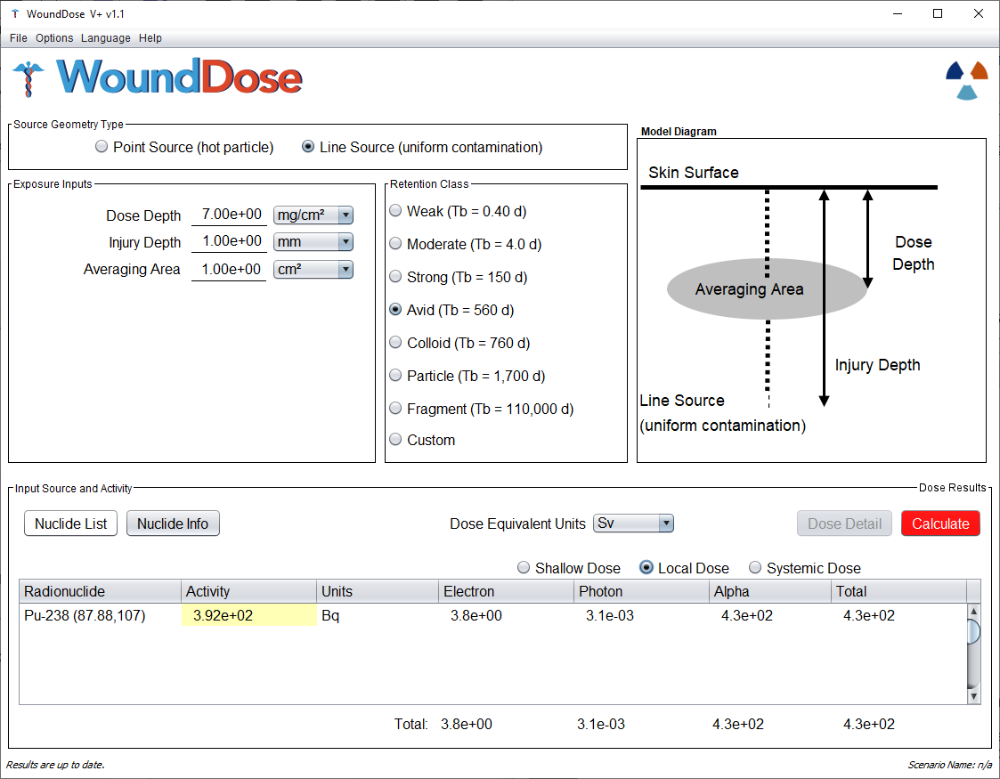 WoundDose V+ v1.1
File Options Language Help
WoundDose
Source Geometry Type
Point Source (hot particle) Line Source (uniform contamination)
Exposure Inputs
Dose Depth 7.00e+00 mg/cm²
Injury Depth 1.00e+00 mm
Averaging Area 1.00e+00 cm²
Retention Class
Weak (Tb = 0.40 d)
Moderate (Tb = 4.0 d)
Strong (Tb = 150 d)
Avid (Tb = 560 d)
Colloid (Tb = 760 d)
Particle (Tb = 1,700 d)
Fragment (Tb = 110,000 d)
Custom
Model Diagram
Skin Surface
Dose
Depth
Averaging Area
Injury Depth
Line Source
(uniform contamination)
Input Source and Activity Dose Results
Nuclide List Nuclide Info Dose Equivalent Units Sv Dose Detail Calculate
Shallow Dose Local Dose Systemic Dose
Radionuclide Activity Units Electron Photon Alpha Total
Pu-238 (87.88,107) 3.92e+02 Bq 3.8e+00 3.1e-03 4.3e+02 4.3e+02
Total: 3.8e+00 3.1e-03 4.3e+02 4.3e+02
Results are up to date. Scenario Name: n/a